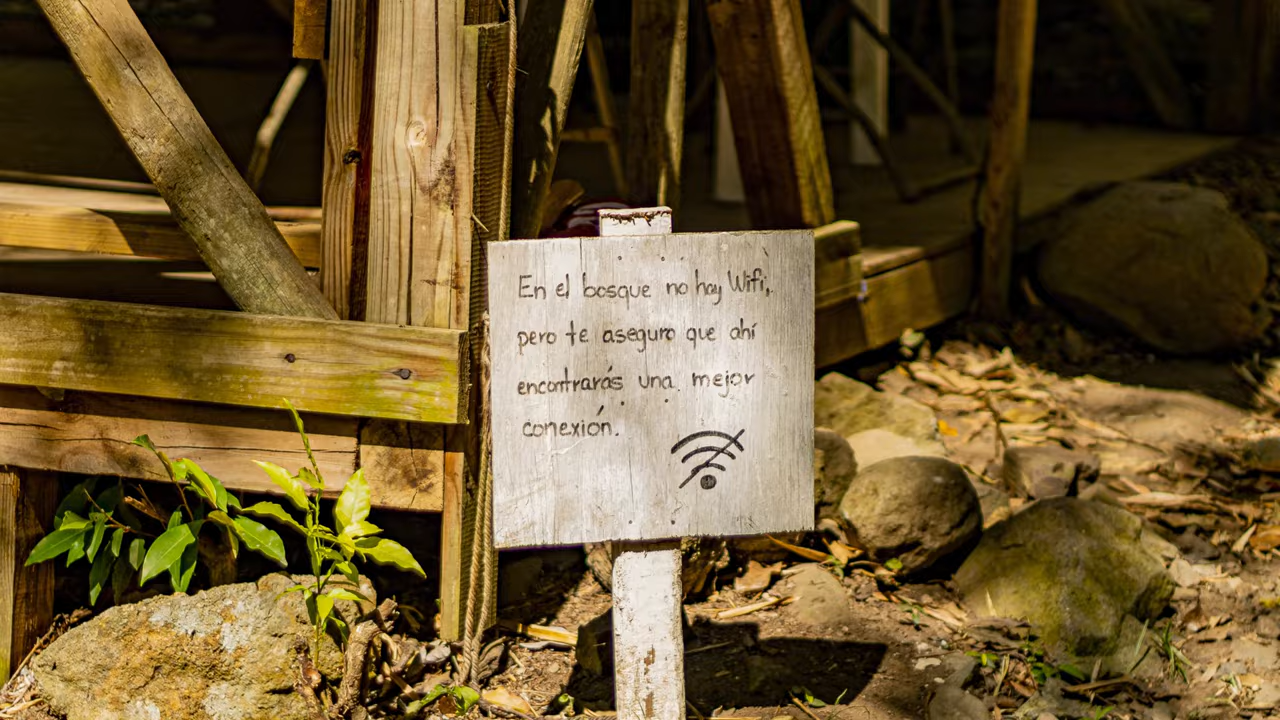 En el bosque no hay Wifi,
pero te aseguro que ahí
encontrarás una mejor
conexión.